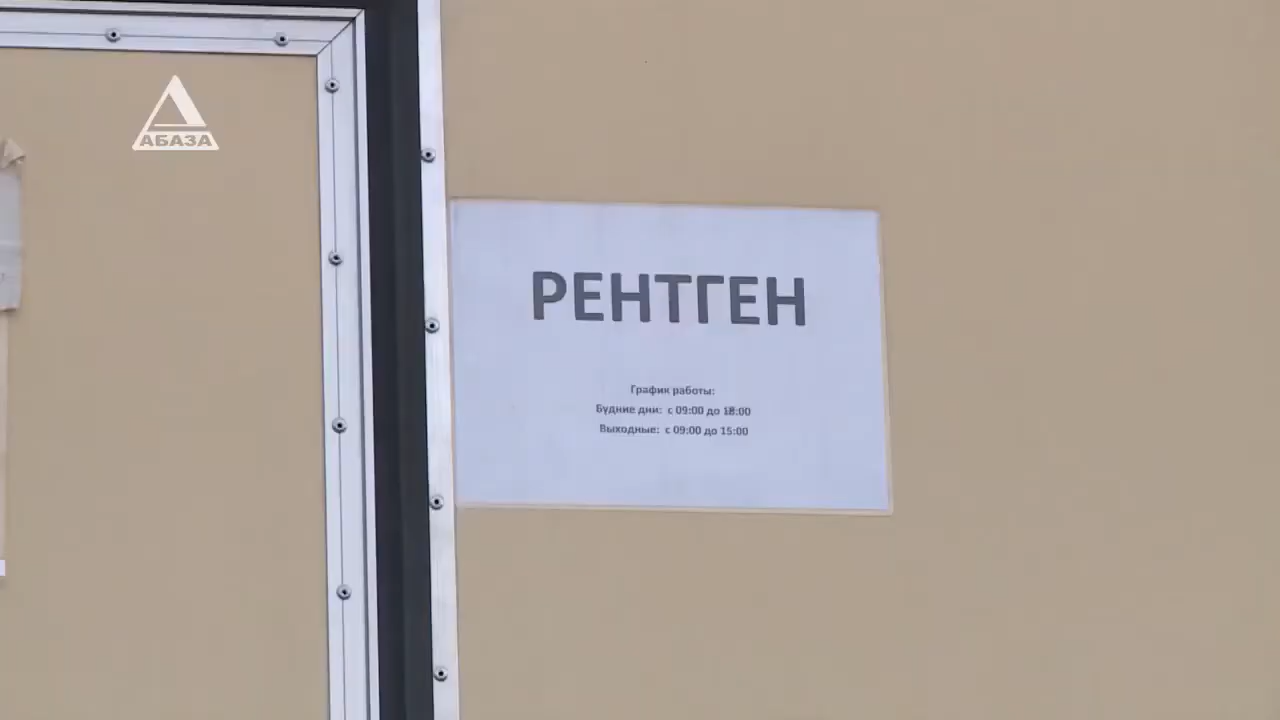 АБАЗА
РЕНТГЕН
График работы:
Будние дни: с 09:00 до 18:00
Выходные: с 09:00 до 15:00